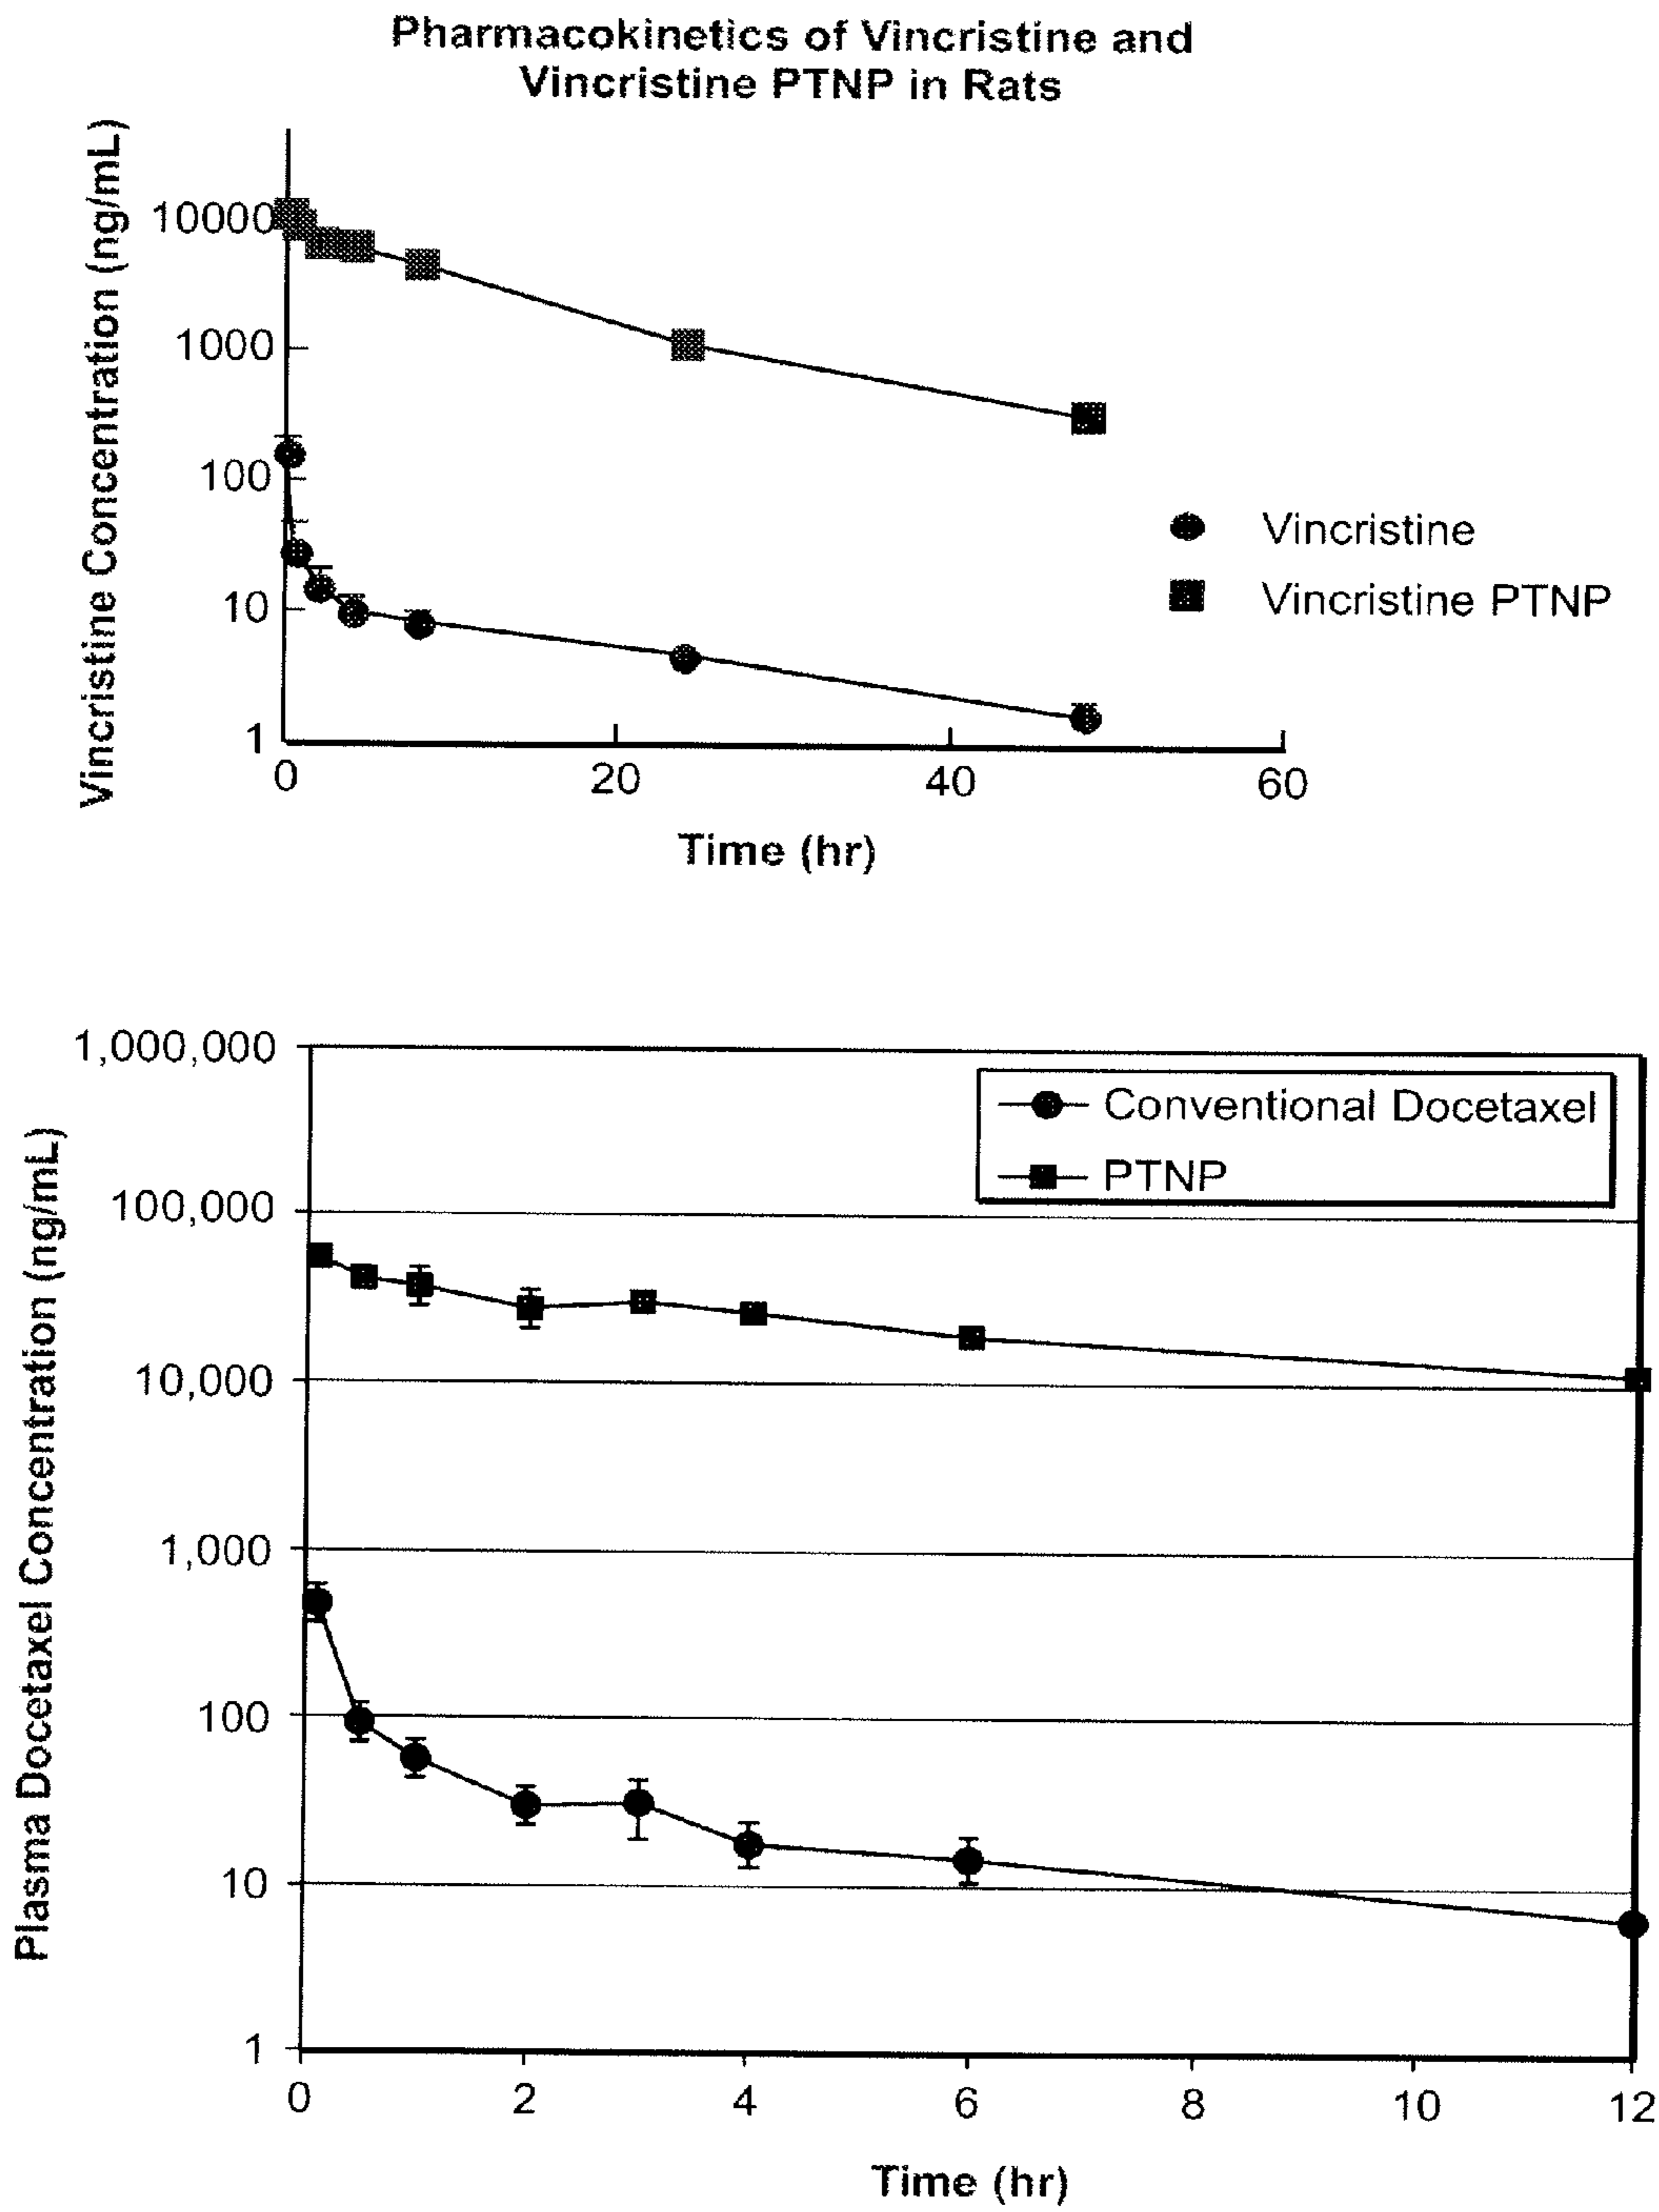 Pharmacokinetics of Vincristine and
Vincristine PTNP in Rats
Vincristine Concentration (ng/mL)
10000
1000
100
10
1
0
20
40
60
Time (hr)
Vincristine
Vincristine PTNP
Plasma Docetaxel Concentration (ng/mL)
1,000,000
100,000
10,000
1,000
100
10
1
0
2
4
6
8
10
12
Time (hr)
Conventional Docetaxel
PTNP